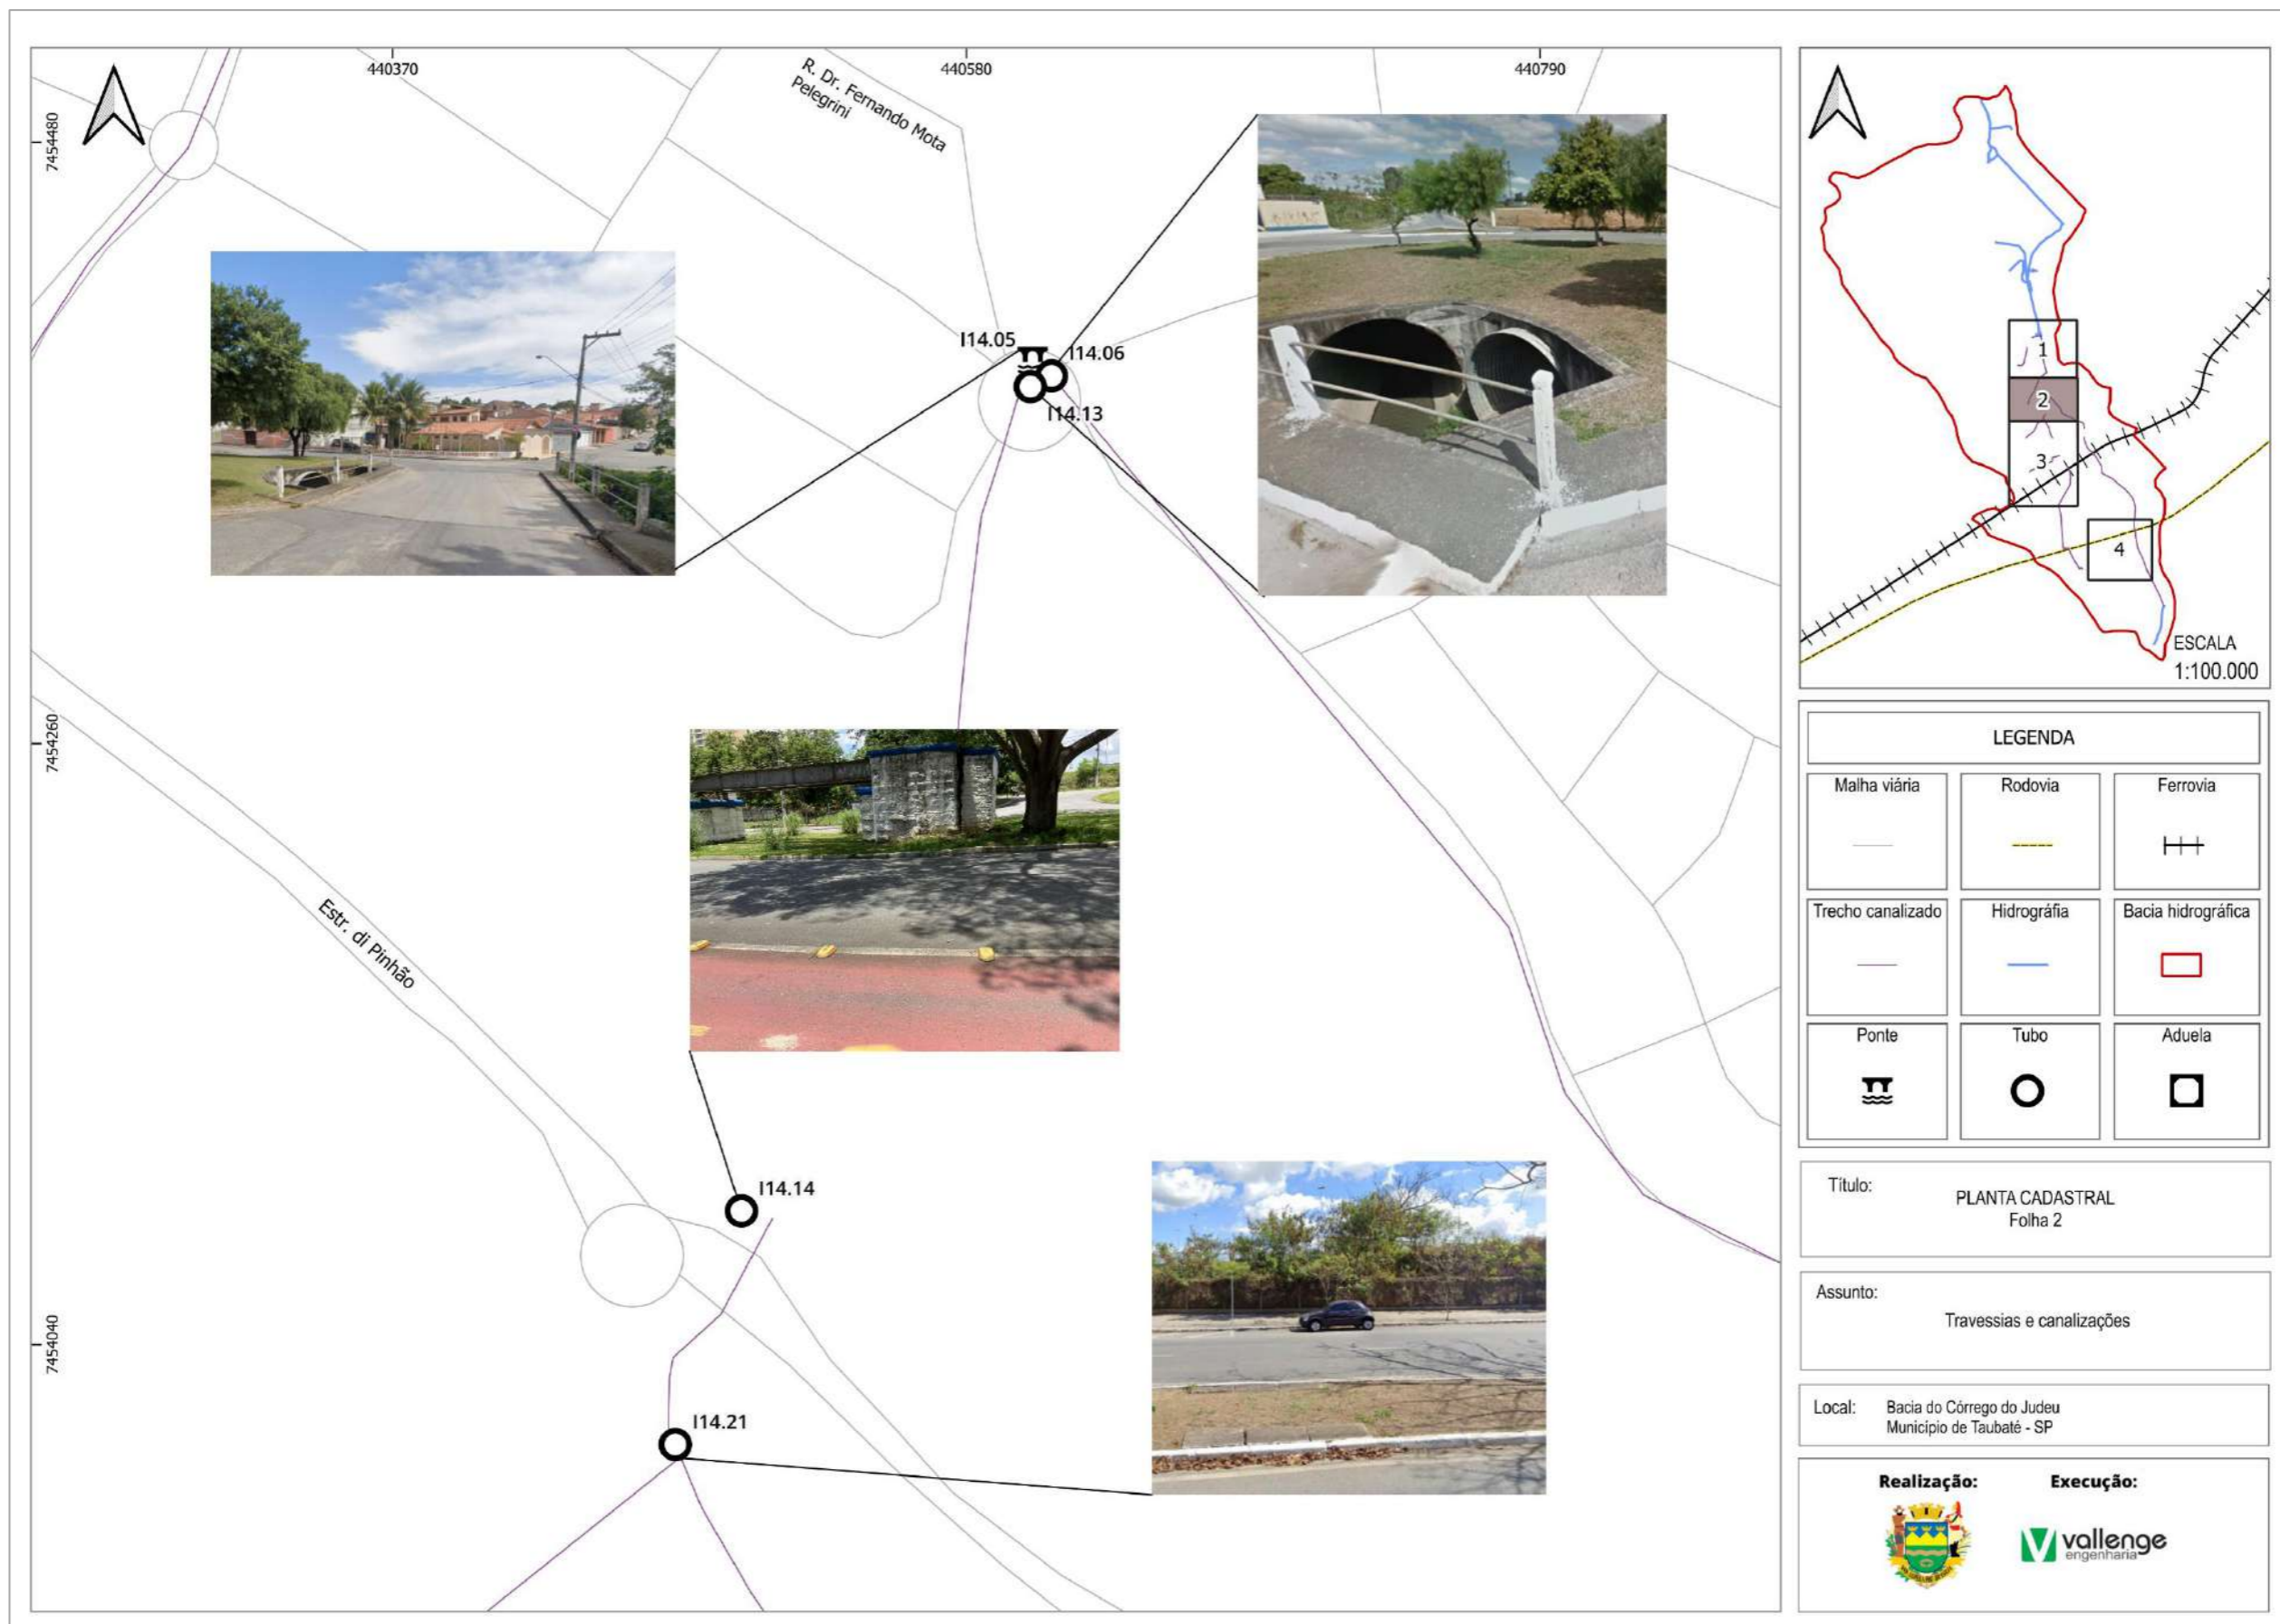 440370
440580
440790
7454480
7454260
7454040
R. Dr. Fernando Mota
Pelegrini
I14.05
I14.06
I14.13
Estr. di Pinhão
I14.14
I14.21
1
2
3
4
ESCALA
1:100.000
LEGENDA
Malha viária
Rodovia
Ferrovia
Trecho canalizado
Hidrográfia
Bacia hidrográfica
Ponte
Tubo
Aduela
Título:
PLANTA CADASTRAL
Folha 2
Assunto:
Travessias e canalizações
Local:
Bacia do Córrego do Judeu
Município de Taubaté - SP
Realização:
Execução:
vallenge
engenharia